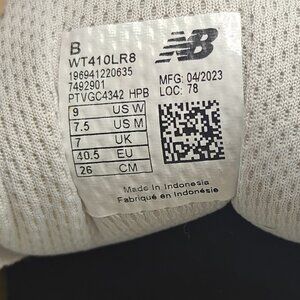 B
WT410LR8
196941220635
7492901
PTVGC4342 HPB
9 US W
7.5 US M
7 UK
40.5 EU
26 CM
NB
MFG: 04/2023
LOC: 78
Made in Indonesia
Fabriqué en Indonésie